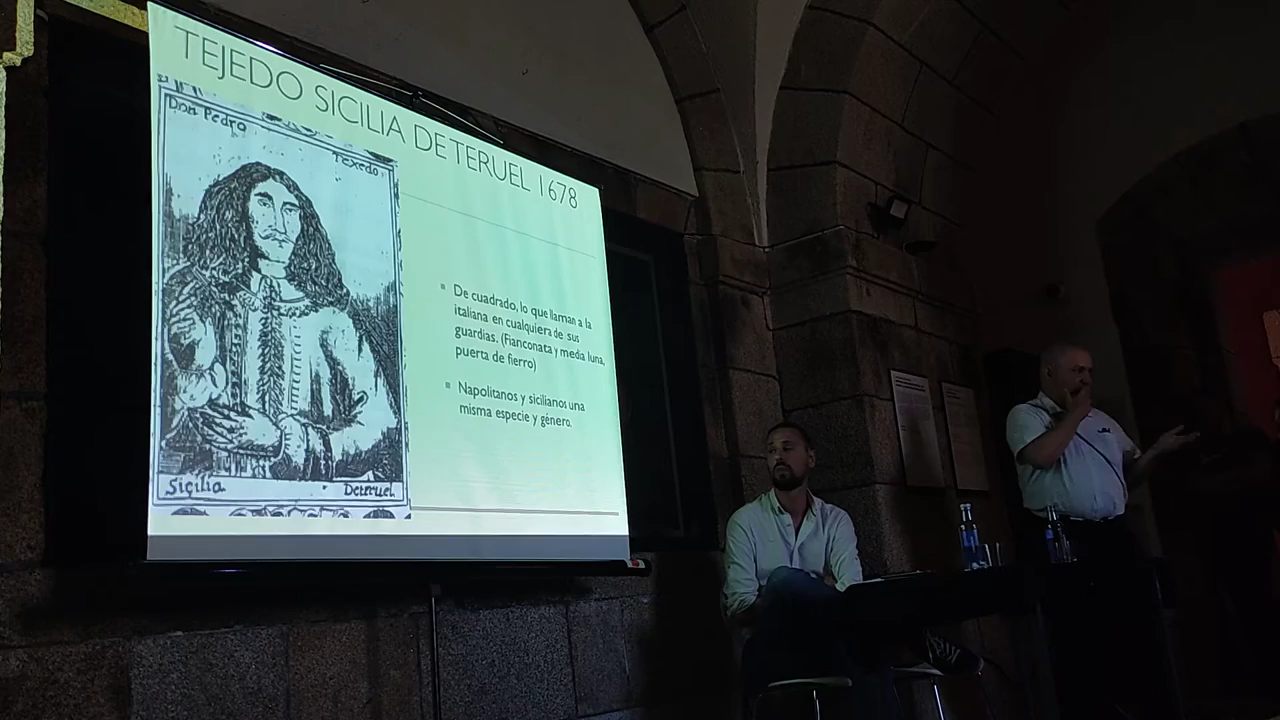 TEJEDO SICILIA DE TERUEL 1678
Don Pedro
Texedo
Sicilia
Deteruel
De cuadrado, lo que llaman a la
italiana en cualquiera de sus
guardias. (Fianconata y media luna,
puerta de fierro)
Napolitanos y sicilianos una
misma especie y género.